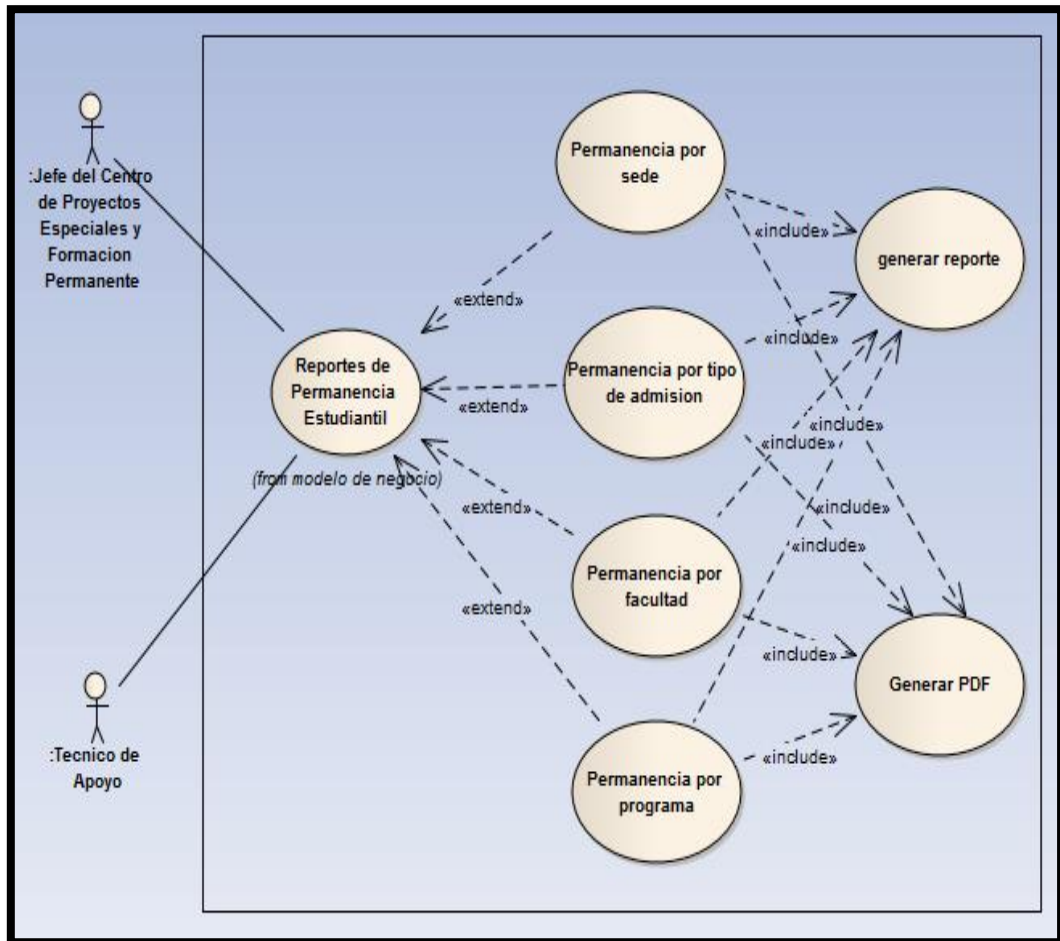 :Jefe del Centro
de Proyectos
Especiales y
Formacion
Permanente
Permanencia por
sede
generar reporte
«include»
«extend»
Reportes de
Permanencia
Estudiantil
(from modelo de negocio)
Permanencia por tipo
de admision
«include»
«extend»
«include»
«include»
«extend»
«include»
«include»
Permanencia por
facultad
«extend»
«include»
Generar PDF
:Tecnico de
Apoyo
Permanencia por
programa
«include»